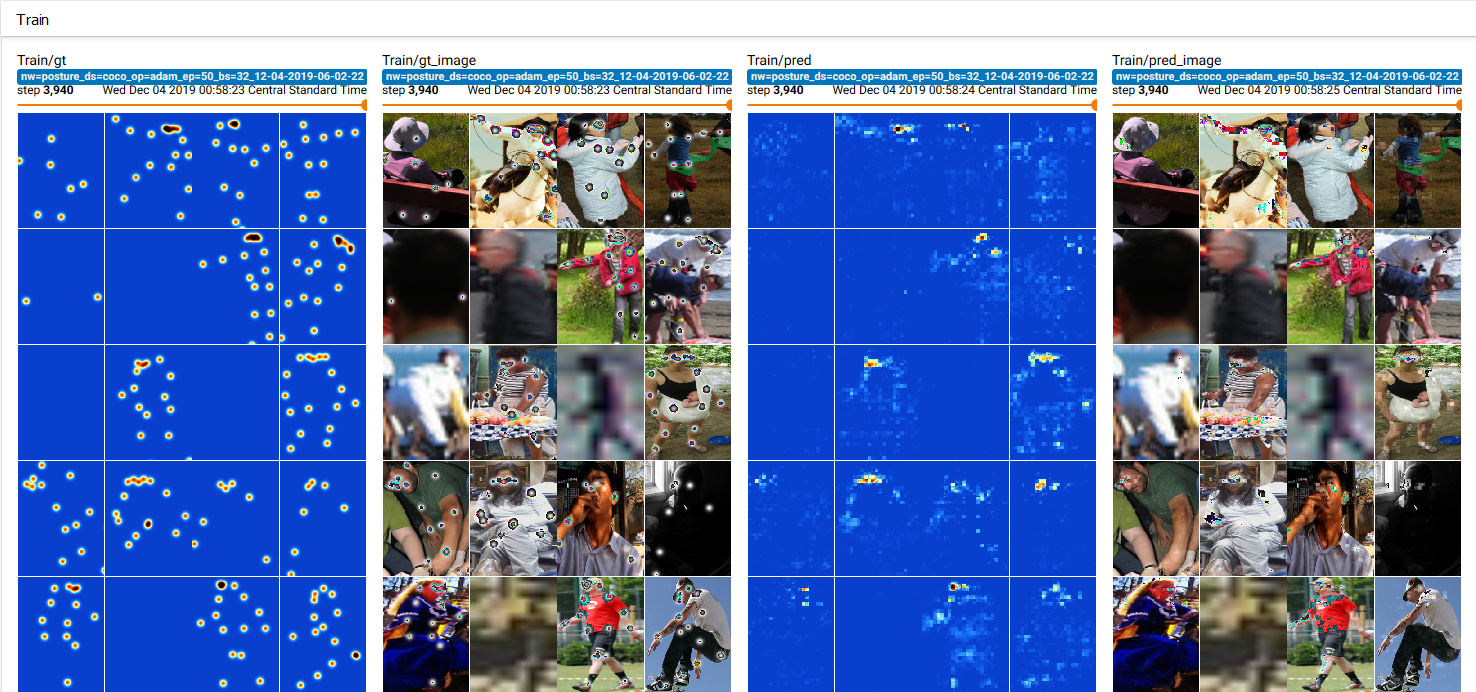 Train
Train/gt
nw=posture_ds=coco_op=adam_ep=50_bs=32_12-04-2019-06-02-22
step 3,940 Wed Dec 04 2019 00:58:23 Central Standard Time
Train/gt_image
nw=posture_ds=coco_op=adam_ep=50_bs=32_12-04-2019-06-02-22
step 3,940 Wed Dec 04 2019 00:58:23 Central Standard Time
Train/pred
nw=posture_ds=coco_op=adam_ep=50_bs=32_12-04-2019-06-02-22
step 3,940 Wed Dec 04 2019 00:58:24 Central Standard Time
Train/pred_image
nw=posture_ds=coco_op=adam_ep=50_bs=32_12-04-2019-06-02-22
step 3,940 Wed Dec 04 2019 00:58:25 Central Standard Time